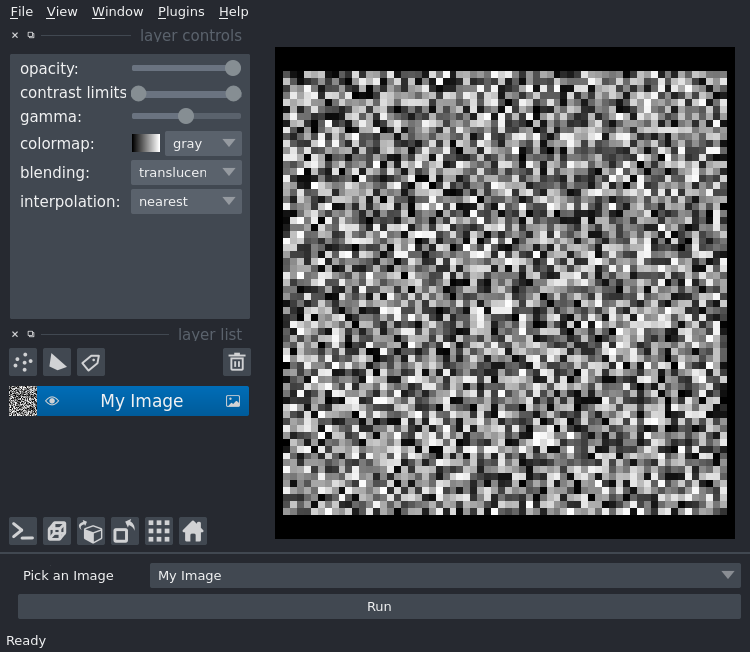 File View Window Plugins Help
layer controls
opacity:
contrast limits
gamma:
colormap: gray
blending: translucen
interpolation: nearest
layer list
My Image
Pick an Image My Image
Run
Ready